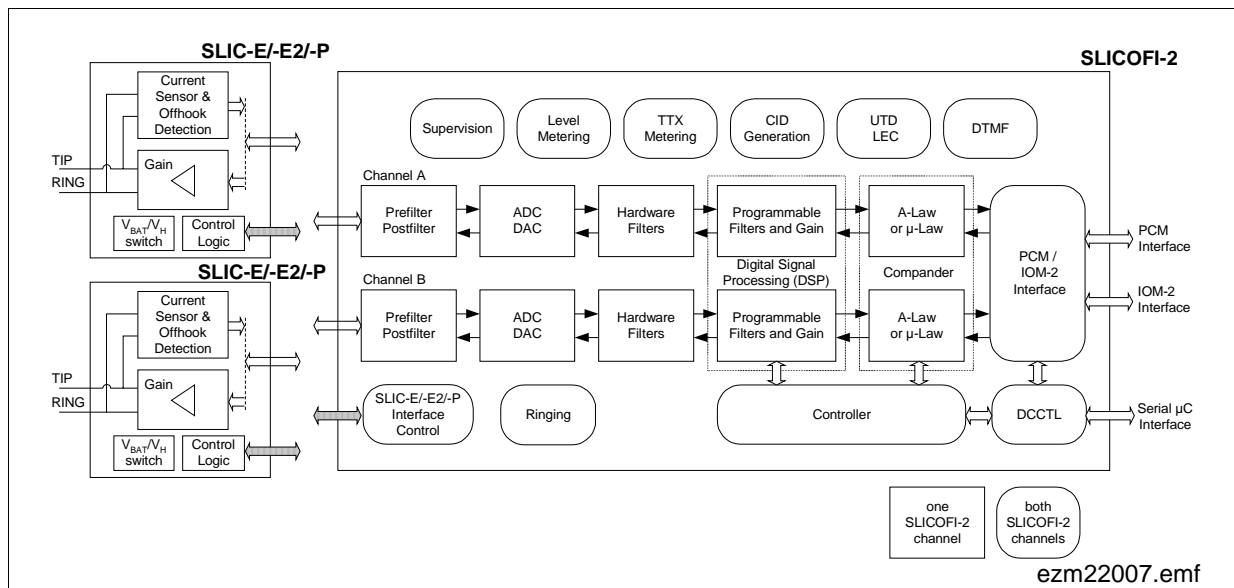 SLIC-E/-E2/-P
SLICOFI-2
Current
Sensor &
Offhook
Detection
TIP
RING
Gain
VBAT/VH
switch
Control
Logic
Supervision
Level
Metering
TTX
Metering
CID
Generation
UTD
LEC
DTMF
Channel A
Prefilter
Postfilter
ADC
DAC
Hardware
Filters
Programmable
Filters and Gain
A-Law
or µ-Law
PCM /
IOM-2
Interface
PCM
Interface
IOM-2
Interface
Digital Signal
Processing (DSP)
Compander
SLIC-E/-E2/-P
Current
Sensor &
Offhook
Detection
TIP
RING
Gain
VBAT/VH
switch
Control
Logic
Channel B
Prefilter
Postfilter
ADC
DAC
Hardware
Filters
Programmable
Filters and Gain
A-Law
or µ-Law
SLIC-E/-E2/-P
Interface
Control
Ringing
Controller
DCCTL
Serial µC
Interface
one
SLICOFI-2
channel
both
SLICOFI-2
channels
ezm22007.emf